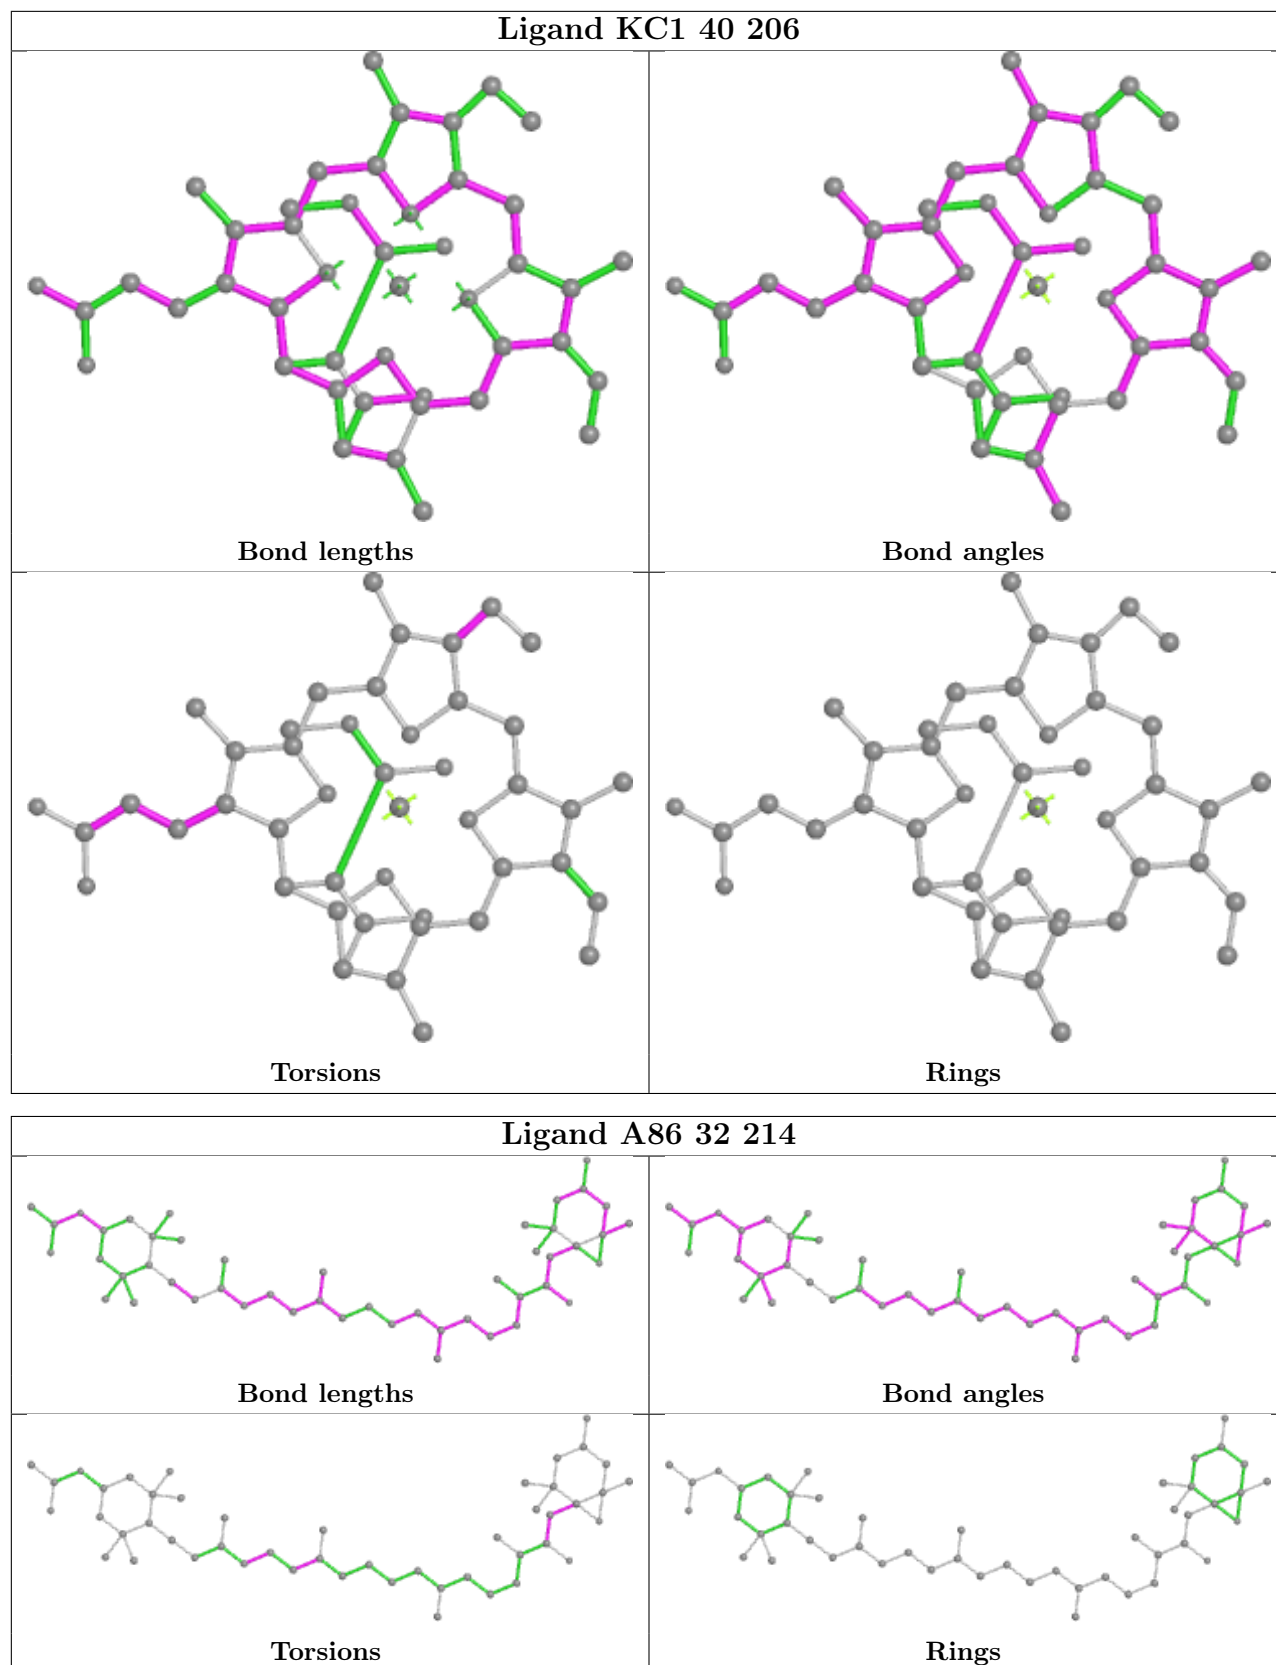 Ligand KC1 40 206
Bond lengths
Bond angles
Torsions
Rings
Ligand A86 32 214
Bond lengths
Bond angles
Torsions
Rings